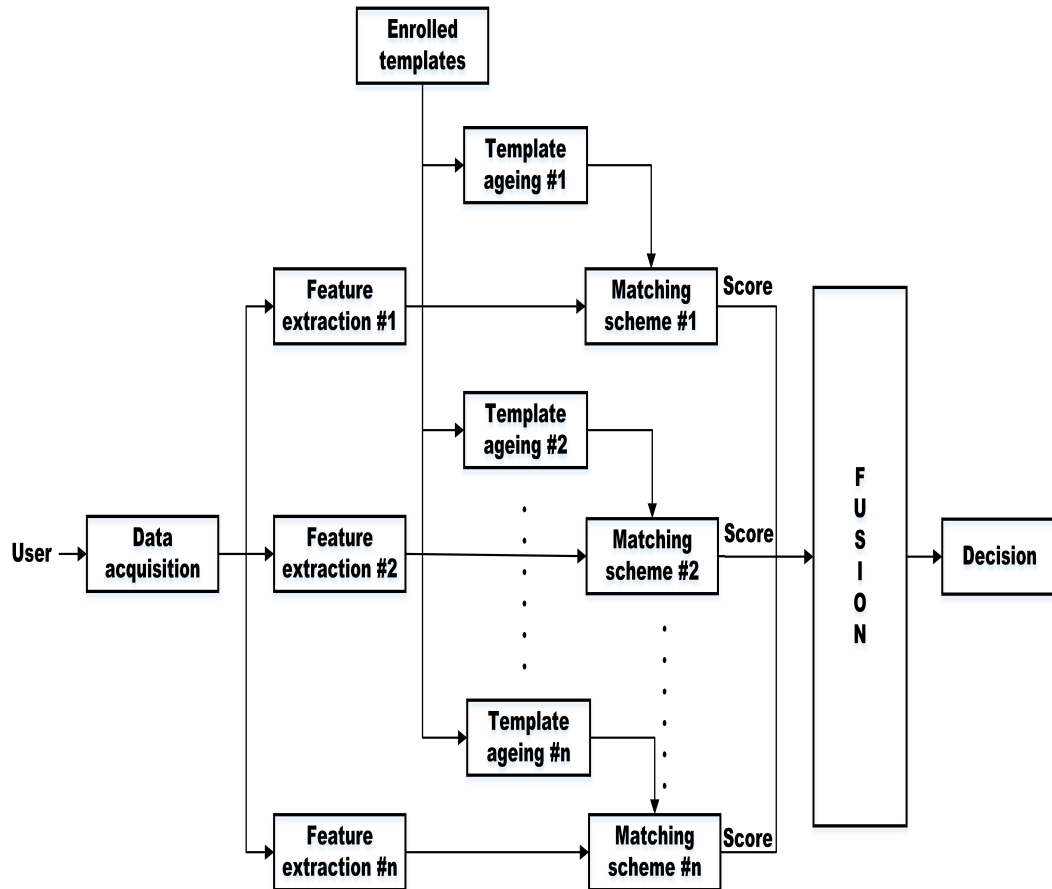 Enrolled
templates
Template
ageing #1
Feature
extraction #1
Matching
scheme #1
Score
Template
ageing #2
User
Data
acquisition
Feature
extraction #2
Matching
scheme #2
Score
F
U
S
I
O
N
Decision
Template
ageing #n
Feature
extraction #n
Matching
scheme #n
Score